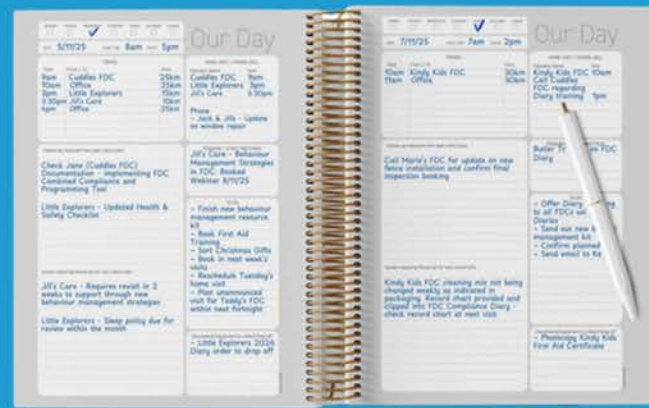 Our Day
5/11/25 8am 5pm
9am Cuddles FDC 25km
10am Office 25km
3pm Little Explorers 15km
3:30pm Jil's Care 10km
4pm Office 25km
Cuddles FDC 9am
Little Explorers 3pm
Jil's Care 3:30pm
Phone
- Jack & Jills - Update
on window repair
Check Jane (Cuddles FDC)
Documentation - implementing FDC
Combined Compliance and
Programming Tool
Little Explorers - Updated Health &
Safety Checklist
Jil's Care - Behaviour
Management Strategies
in FDC: Booked
Webinar 8/11/25
- Finish new behaviour
management resource
kit
- Book First Aid
Training
- Sort Christmas Gifts
- Book in next week's
visits
- Reschedule Tuesday's
home visit
- Plan unannounced
visit for Teddy's FDC
within next fortnight
Jil's Care - Requires revisit in 2
weeks to support through new
behaviour management strategies
Little Explorers - Sleep policy due for
review within the month
- Little Explorers 2026
Diary order to drop off
Our Day
7/11/25 7am 2pm
10am Kindy Kids FDC 30km
11am Office 30km
Kindy Kids FDC 10am
Call Cuddles
FDC regarding
Diary training 1pm
Call Maria's FDC for update on new
fence installation and confirm final
inspection booking
Butler FDC
Diary
- Offer Diary
to all FDCs
Diaries
- Send out new
management kit
- Confirm planned
- Send email to
Kindy Kids FDC cleaning mix not being
changed weekly as indicated in
packaging. Record chart provided and
clipped into FDC Compliance Diary -
check record chart at next visit
- Photocopy Kindy Kids
First Aid Certificate